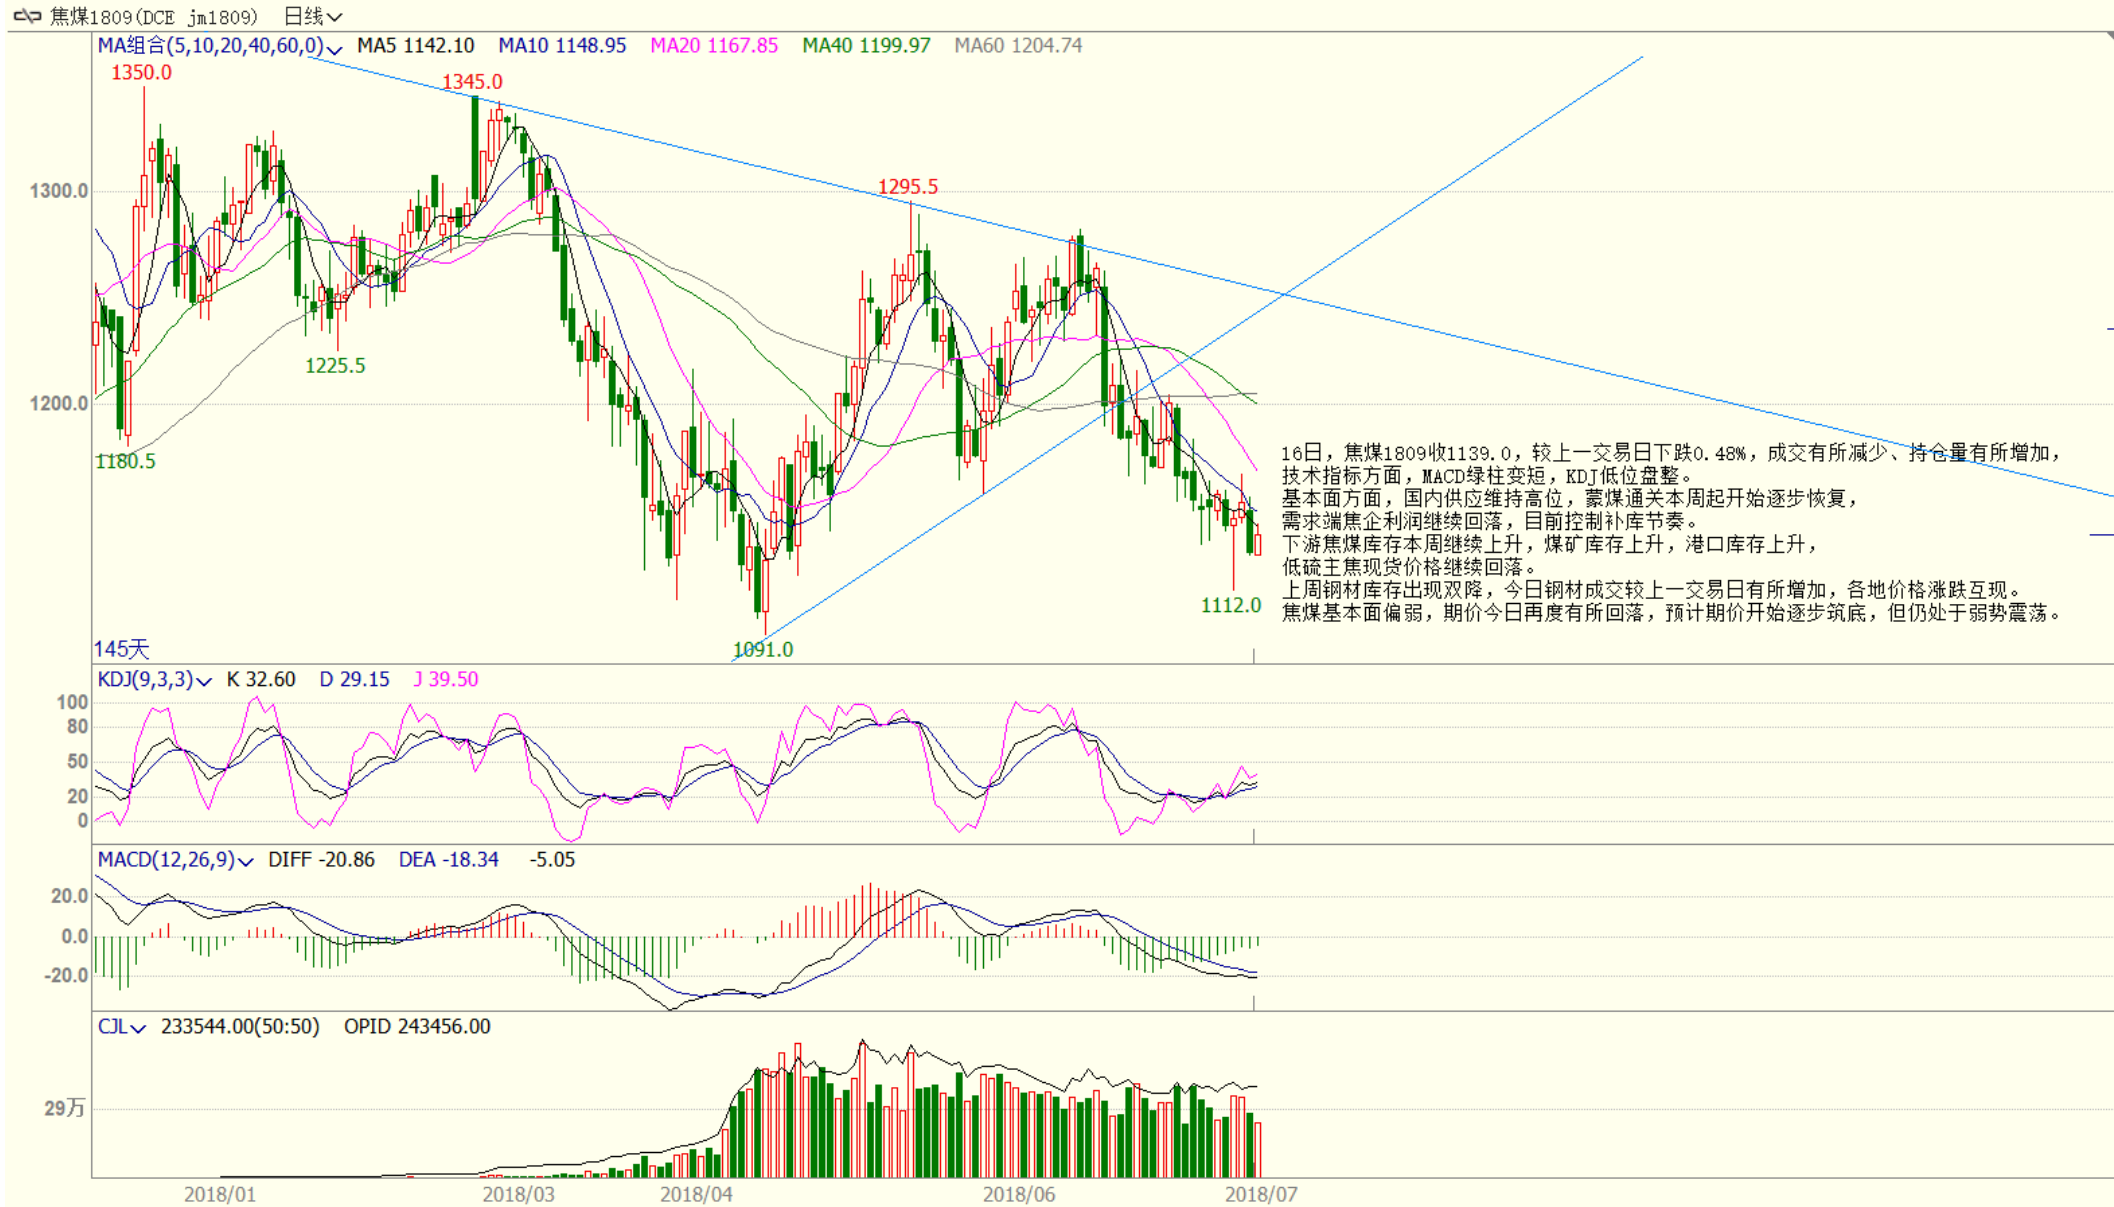 焦煤1809(DCE jm1809) 日线
MA组合(5,10,20,40,60,0) MA5 1142.10 MA10 1148.95 MA20 1167.85 MA40 1199.97 MA60 1204.74
1350.0
1345.0
1300.0
1295.5
1225.5
1200.0
1180.5
16日，焦煤1809收1139.0，较上一交易日下跌0.48%，成交有所减少、持仓量有所增加，
技术指标方面，MACD绿柱变短，KDJ低位盘整。
基本面方面，国内供应维持高位，蒙煤通关本周起开始逐步恢复，
需求端焦企利润继续回落，目前控制补库节奏。
下游焦煤库存本周继续上升，煤矿库存上升，港口库存上升，
低硫主焦现货价格继续回落。
上周钢材库存出现双降，今日钢材成交较上一交易日有所增加，各地价格涨跌互现。
焦煤基本面偏弱，期价今日再度有所回落，预计期价开始逐步筑底，但仍处于弱势震荡。
1112.0
1091.0
145天
KDJ(9,3,3) K 32.60 D 29.15 J 39.50
100
80
50
20
0
MACD(12,26,9) DIFF -20.86 DEA -18.34 -5.05
20.0
0.0
-20.0
CJL 233544.00(50:50) OPID 243456.00
29万
2018/01 2018/03 2018/04 2018/06 2018/07